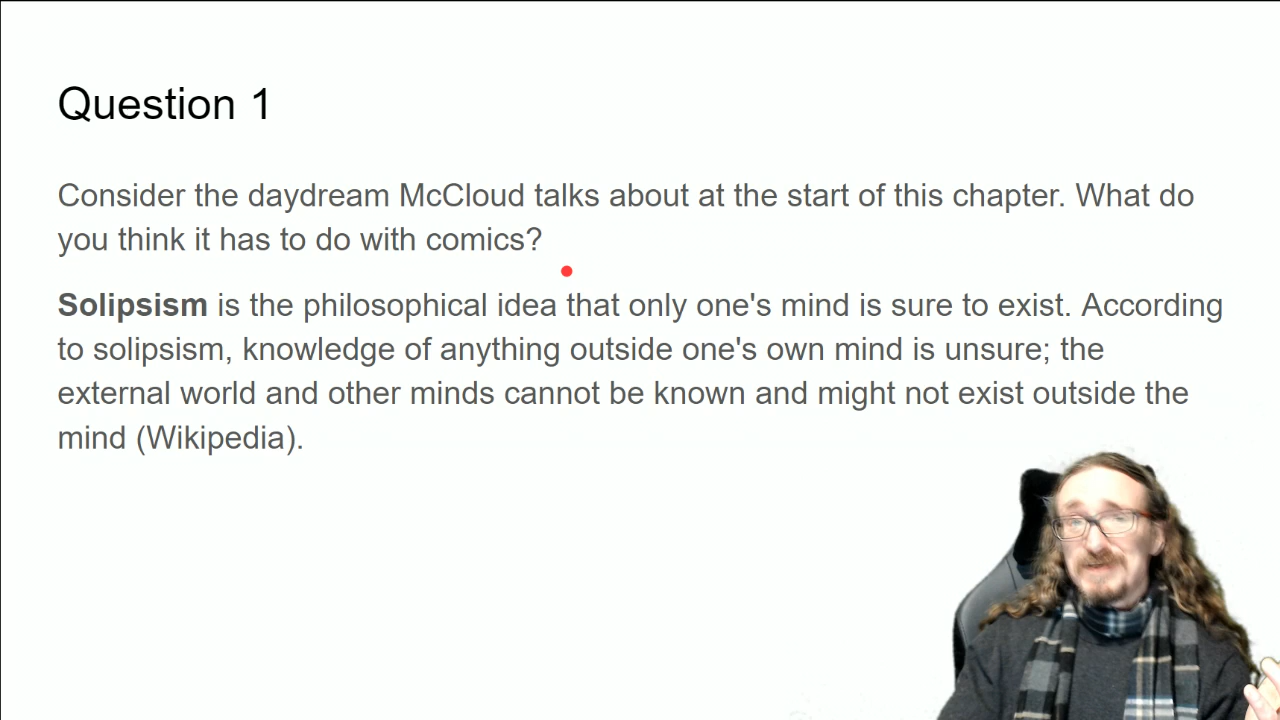 Question 1
Consider the daydream McCloud talks about at the start of this chapter. What do
you think it has to do with comics?
Solipsism is the philosophical idea that only one's mind is sure to exist. According
to solipsism, knowledge of anything outside one's own mind is unsure; the
external world and other minds cannot be known and might not exist outside the
mind (Wikipedia).